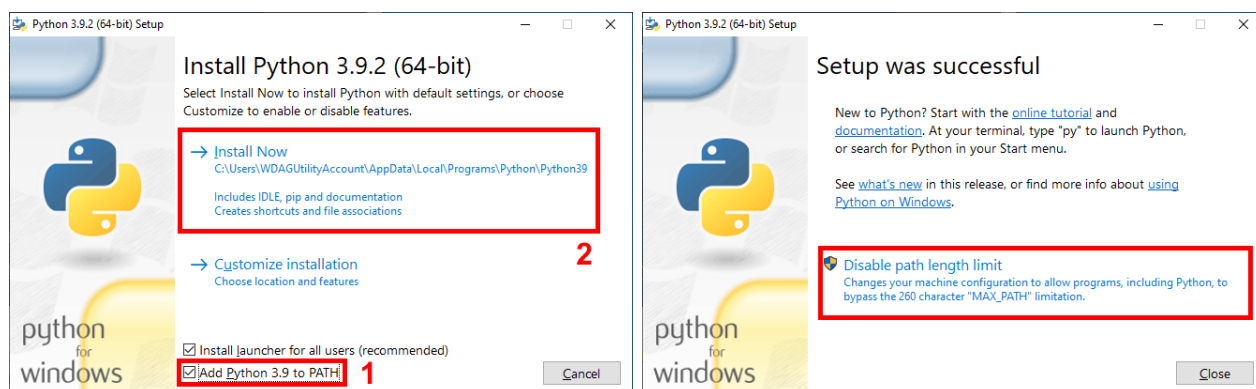 Python 3.9.2 (64-bit) Setup
Install Python 3.9.2 (64-bit)
Select Install Now to install Python with default settings, or choose
Customize to enable or disable features.
Install Now
C:\Users\WDAGUtilityAccount\AppData\Local\Programs\Python\Python39
Includes IDLE, pip and documentation
Creates shortcuts and file associations
2
Customize installation
Choose location and features
Install launcher for all users (recommended)
Add Python 3.9 to PATH
1
Cancel
python
for
windows
Python 3.9.2 (64-bit) Setup
Setup was successful
New to Python? Start with the online tutorial and
documentation. At your terminal, type "py" to launch Python,
or search for Python in your Start menu.
See what's new in this release, or find more info about using
Python on Windows.
Disable path length limit
Changes your machine configuration to allow programs, including Python, to
bypass the 260 character "MAX_PATH" limitation.
python
for
windows
Close